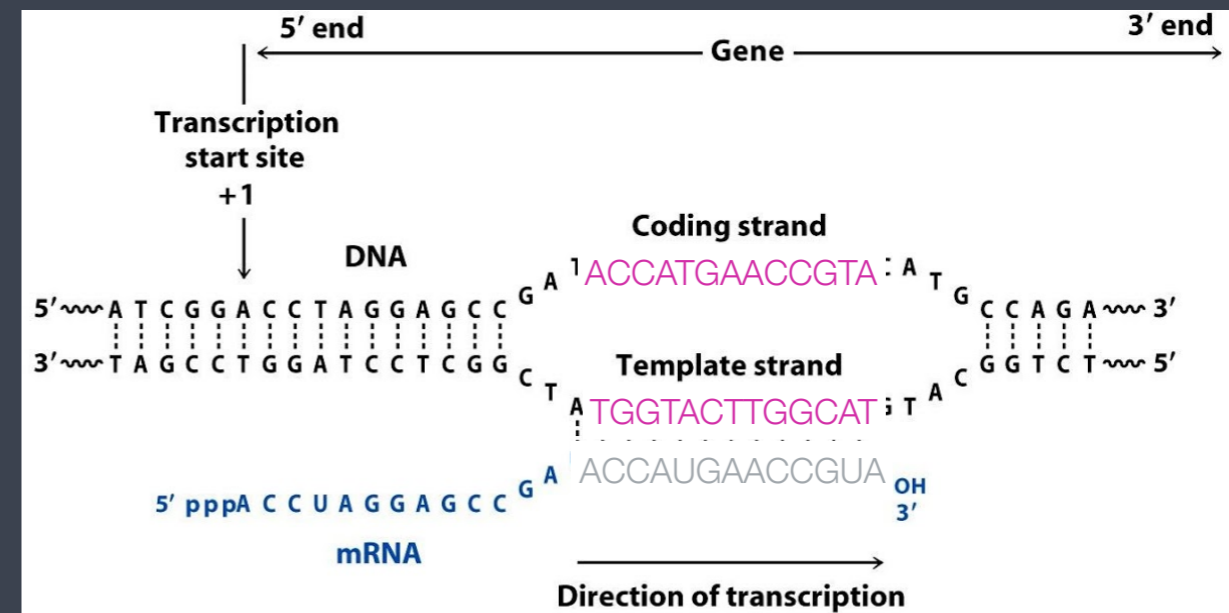 5′ end
3′ end
Gene
Transcription
start site
+1
DNA
Coding strand
5′ A T C G G A C C T A G G A G C C G A ACCATGAACCGTA A T G C C A G A 3′
3′ T A G C C T G G A T C C T C G G C T A TGGTACTTGGCAT T A C G G T C T 5′
Template strand
5′ pppA C C U A G G A G C C G A ACCAUGAACCGUA OH 3′
mRNA
Direction of transcription